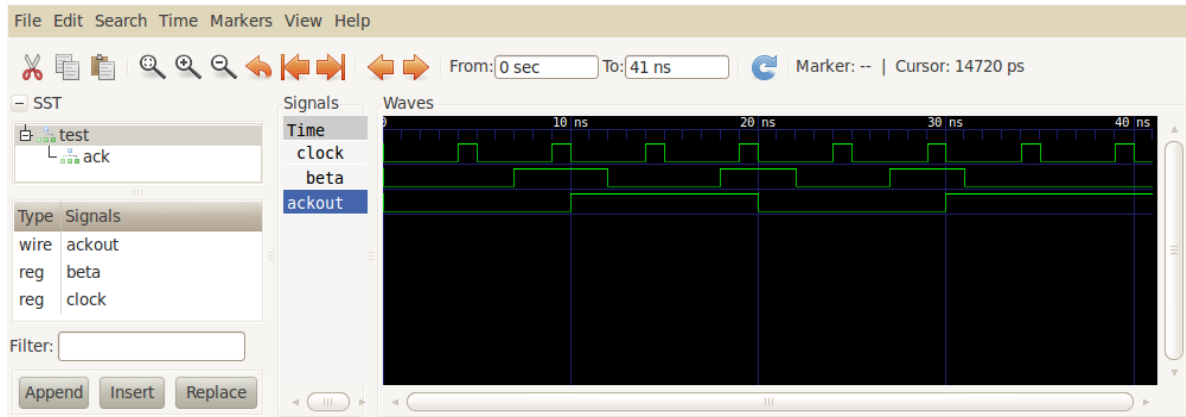 File Edit Search Time Markers View Help
From: 0 sec To: 41 ns Marker: -- | Cursor: 14720 ps
SST
test
ack
Type Signals
wire ackout
reg beta
reg clock
Filter:
Append Insert Replace
Signals
Time
clock
beta
ackout
Waves
0 10 ns 20 ns 30 ns 40 ns